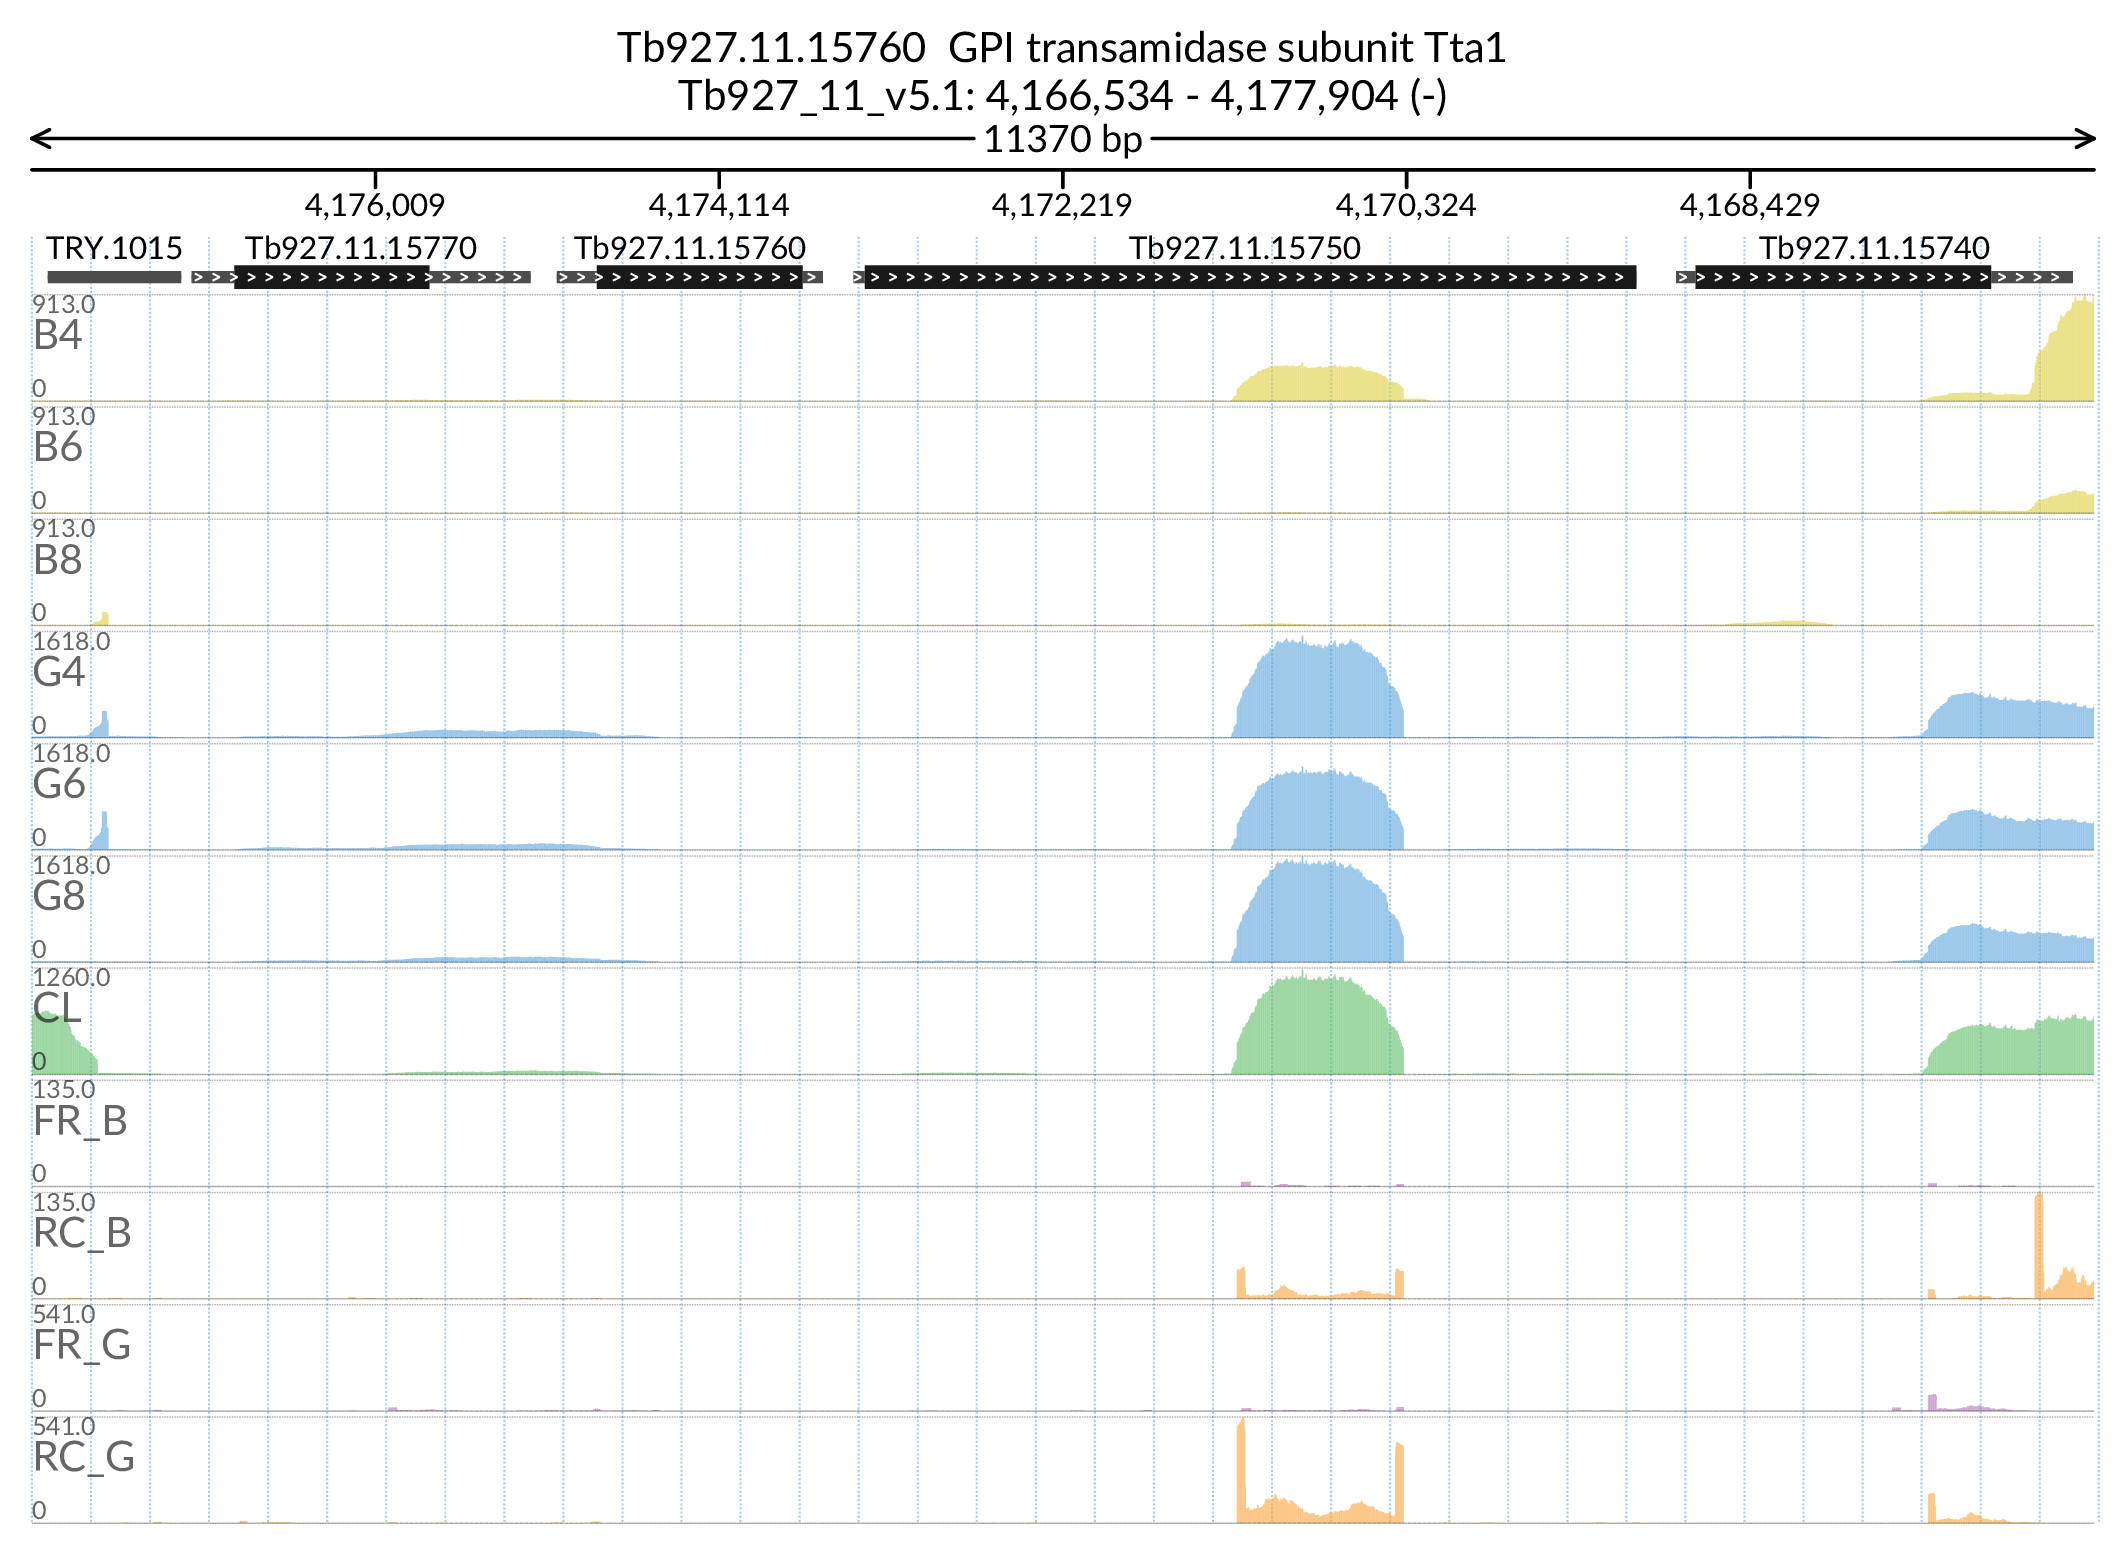 Tb927.11.15760  GPI transamidase subunit Tta1
Tb927_11_v5.1: 4,166,534 - 4,177,904 (-)
11370 bp
4,176,009 4,174,114 4,172,219 4,170,324 4,168,429
TRY.1015 Tb927.11.15770 Tb927.11.15760 Tb927.11.15750 Tb927.11.15740
913.0
B4
0
913.0
B6
0
913.0
B8
0
1618.0
G4
0
1618.0
G6
0
1618.0
G8
0
1260.0
CL
0
135.0
FR_B
0
135.0
RC_B
0
541.0
FR_G
0
541.0
RC_G
0